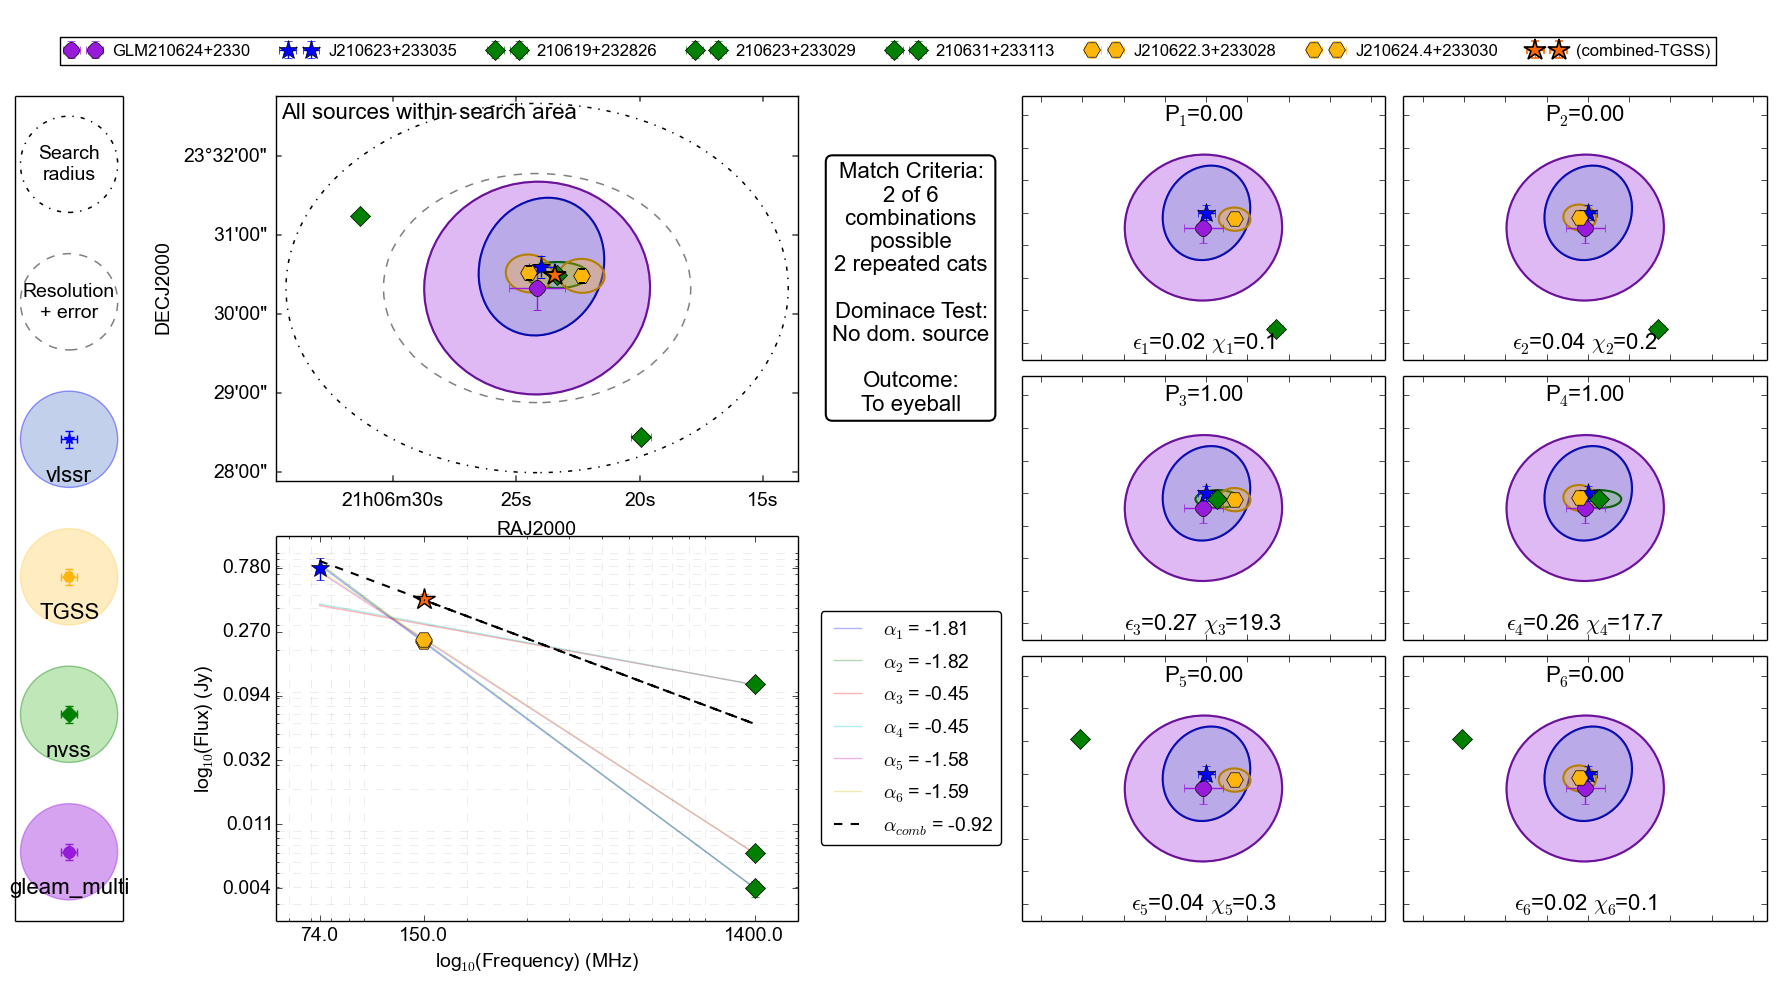 GLM210624+2330 J210623+233035 210619+232826 210623+233029 210631+233113 J210622.3+233028 J210624.4+233030 (combined-TGSS)
Search
radius
Resolution
+ error
vlssr
TGSS
nvss
gleam_multi
All sources within search area
DECJ2000
23°32'00"
31'00"
30'00"
29'00"
28'00"
21h06m30s 25s 20s 15s
RAJ2000
log10(Flux) (Jy)
0.780
0.270
0.094
0.032
0.011
0.004
74.0 150.0 1400.0
log10(Frequency) (MHz)
Match Criteria:
2 of 6
combinations
possible
2 repeated cats
Dominace Test:
No dom. source
Outcome:
To eyeball
α1 = -1.81
α2 = -1.82
α3 = -0.45
α4 = -0.45
α5 = -1.58
α6 = -1.59
αcomb = -0.92
P1=0.00
ϵ1=0.02 χ1=0.1
P2=0.00
ϵ2=0.04 χ2=0.2
P3=1.00
ϵ3=0.27 χ3=19.3
P4=1.00
ϵ4=0.26 χ4=17.7
P5=0.00
ϵ5=0.04 χ5=0.3
P6=0.00
ϵ6=0.02 χ6=0.1